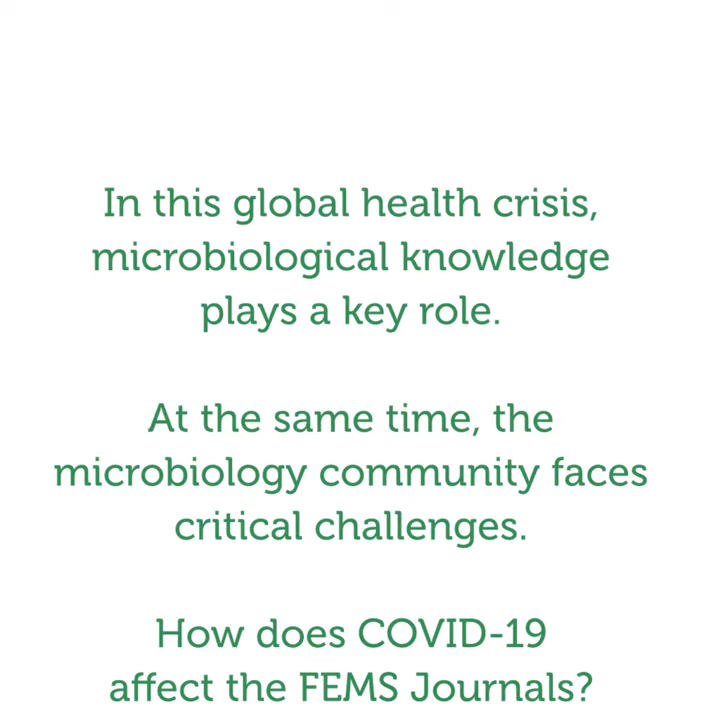 In this global health crisis,
microbiological knowledge
plays a key role.
At the same time, the
microbiology community faces
critical challenges.
How does COVID-19
affect the FEMS Journals?